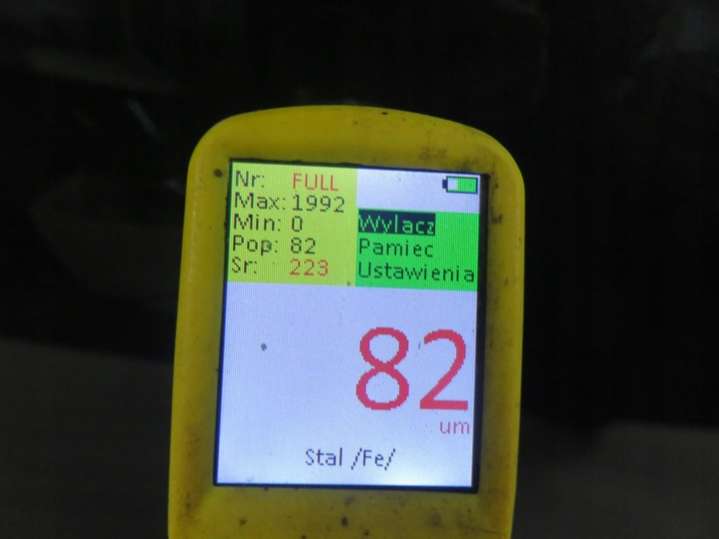 Nr: FULL
Max: 1992
Min: 0
Pop: 82
Sr: 223
Wylacz
Pamiec
Ustawienia
82
um
Stal /Fe/